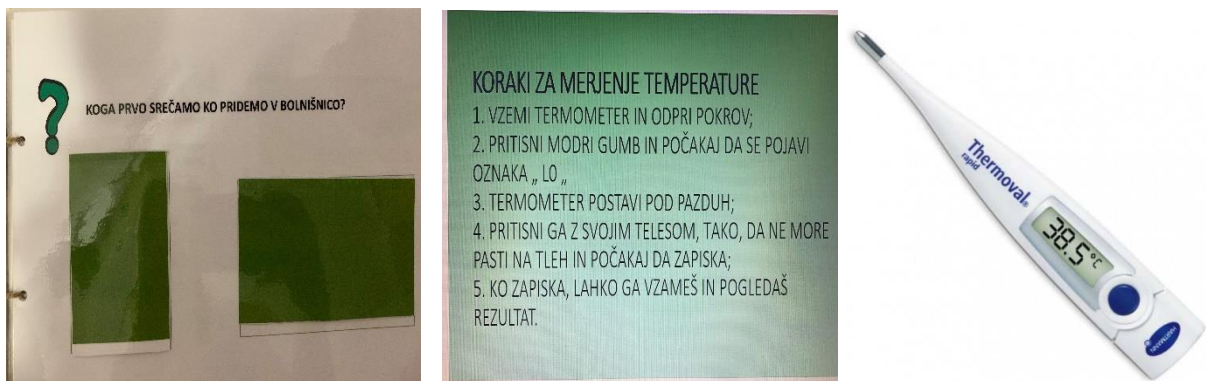 ?
KOGA PRVO SREČAMO KO PRIDEMO V BOLNIŠNICO?
KORAKI ZA MERJENJE TEMPERATURE
1. VZEMI TERMOMETER IN ODPRI POKROV;
2. PRITISNI MODRI GUMB IN POČAKAJ DA SE POJAVI
OZNAKA „ LO „
3. TERMOMETER POSTAVI POD PAZDUH;
4. PRITISNI GA Z SVOJIM TELESOM, TAKO, DA NE MORE
PASTI NA TLEH IN POČAKAJ DA ZAPISKA;
5. KO ZAPISKA, LAHKO GA VZAMEŠ IN POGLEDAŠ
REZULTAT.
Thermoval®
rapid
38.5 °C
HARTMANN